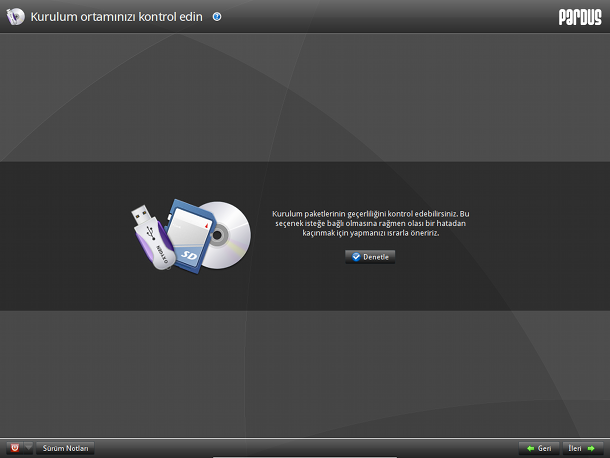 Kurulum ortamınızı kontrol edin
PARDUS
Kurulum paketlerinin geçerliliğini kontrol edebilirsiniz. Bu
seçenek isteğe bağlı olmasına rağmen olası bir hatadan
kaçınmak için yapmanızı ısrarla öneririz.
OXYGEN
SD
Denetle
Sürüm Notları
Geri
İleri